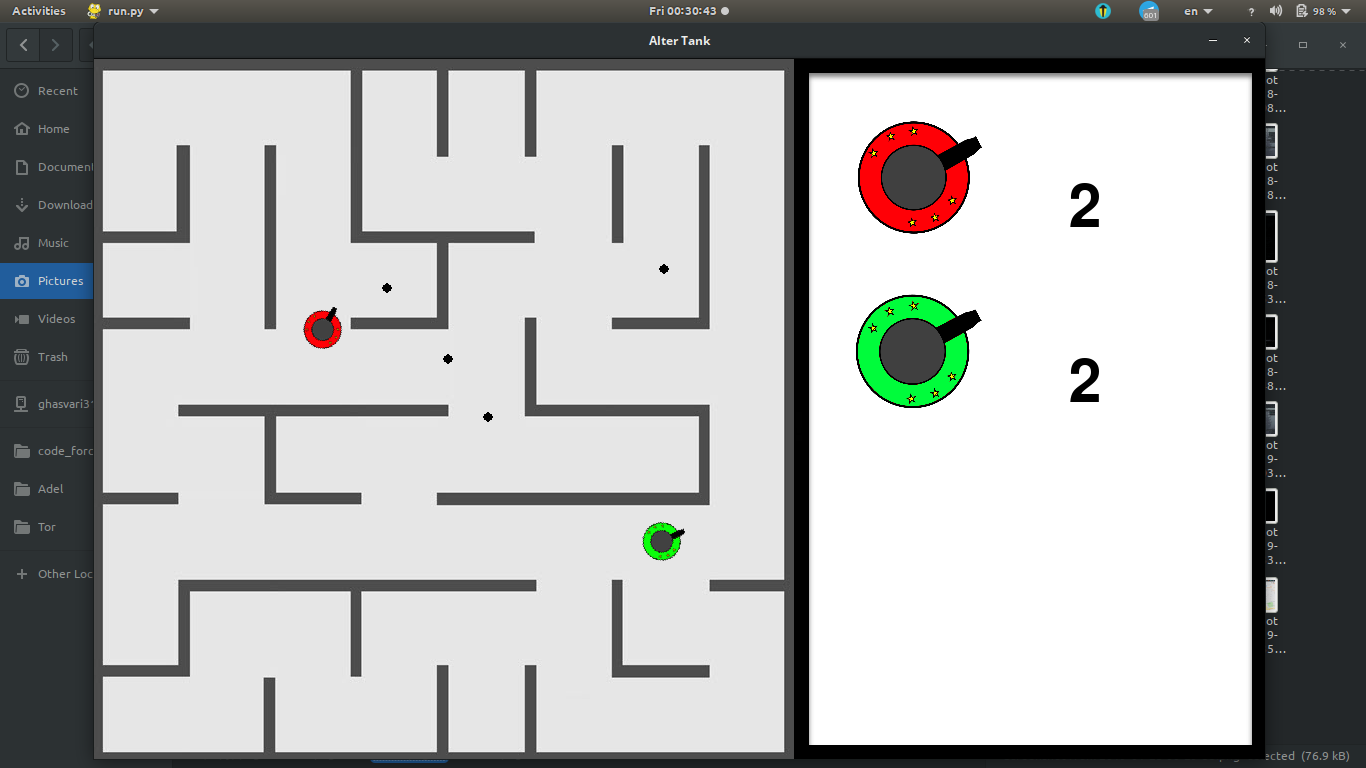 Activities
run.py
Fri 00:30:43
601
en
?
98 %
Alter Tank
Recent
Home
Document
Download
Music
Pictures
Videos
Trash
ghasvari3
code_forc
Adel
Tor
Other Loc
2
2
ot
8-
8…
ot
8-
8…
ot
8-
3…
ot
8-
8…
ot
9-
3…
ot
9-
3…
ot
9-
5…
ected (76.9 kB)